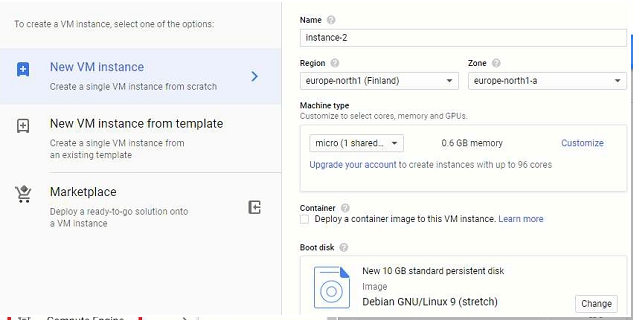 To create a VM instance, select one of the options:
New VM instance
Create a single VM instance from scratch
New VM instance from template
Create a single VM instance from
an existing template
Marketplace
Deploy a ready-to-go solution onto
a VM instance
Name
instance-2
Region
Zone
europe-north1 (Finland)
europe-north1-a
Machine type
Customize to select cores, memory and GPUs.
micro (1 shared...
0.6 GB memory
Customize
Upgrade your account to create instances with up to 96 cores
Container
Deploy a container image to this VM instance. Learn more
Boot disk
New 10 GB standard persistent disk
Image
Debian GNU/Linux 9 (stretch)
Change
Compute Engine